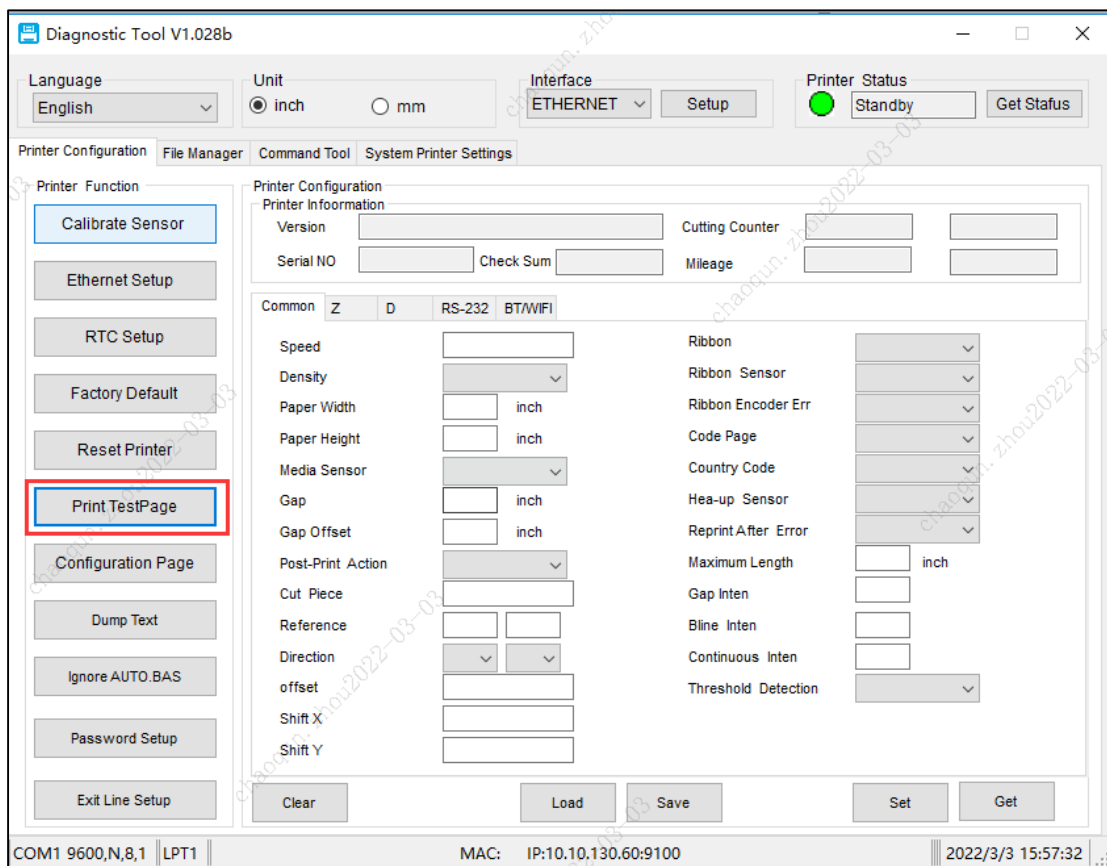 Diagnostic Tool V1.028b
Language
Unit
Interface
Printer Status
English
inch
mm
ETHERNET
Setup
Standby
Get Stafus
Printer Configuration
File Manager
Command Tool
System Printer Settings
Printer Function
Calibrate Sensor
Ethernet Setup
RTC Setup
Factory Default
Reset Printer
Print TestPage
Configuration Page
Dump Text
Ignore AUTO.BAS
Password Setup
Exit Line Setup
Printer Configuration
Printer Infoormation
Version
Cutting Counter
Serial NO
Check Sum
Mileage
Common
Z
D
RS-232
BT/WIFI
Speed
Density
Paper Width
inch
Paper Height
inch
Media Sensor
Gap
inch
Gap Offset
inch
Post-Print Action
Cut Piece
Reference
Direction
offset
Shift X
Shift Y
Ribbon
Ribbon Sensor
Ribbon Encoder Err
Code Page
Country Code
Hea-up Sensor
Reprint After Error
Maximum Length
inch
Gap Inten
Bline Inten
Continuous Inten
Threshold Detection
Clear
Load
Save
Set
Get
COM1 9600,N,8,1
LPT1
MAC:
IP:10.10.130.60:9100
2022/3/3 15:57:32
chaoqun. zhou2022-03-03